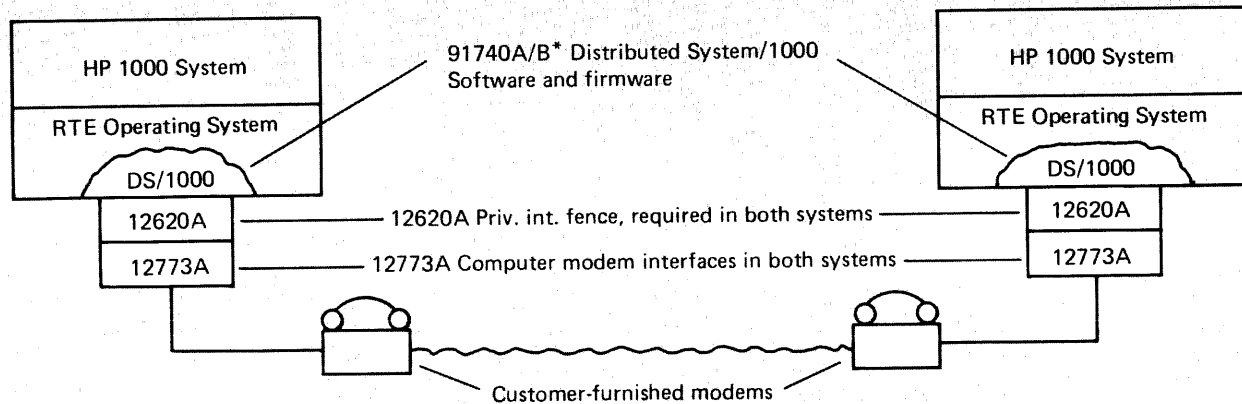 HP 1000 System
RTE Operating System
DS/1000
12620A
12773A
91740A/B* Distributed System/1000
Software and firmware
12620A Priv. int. fence, required in both systems
12773A Computer modem interfaces in both systems
Customer-furnished modems
HP 1000 System
RTE Operating System
DS/1000
12620A
12773A